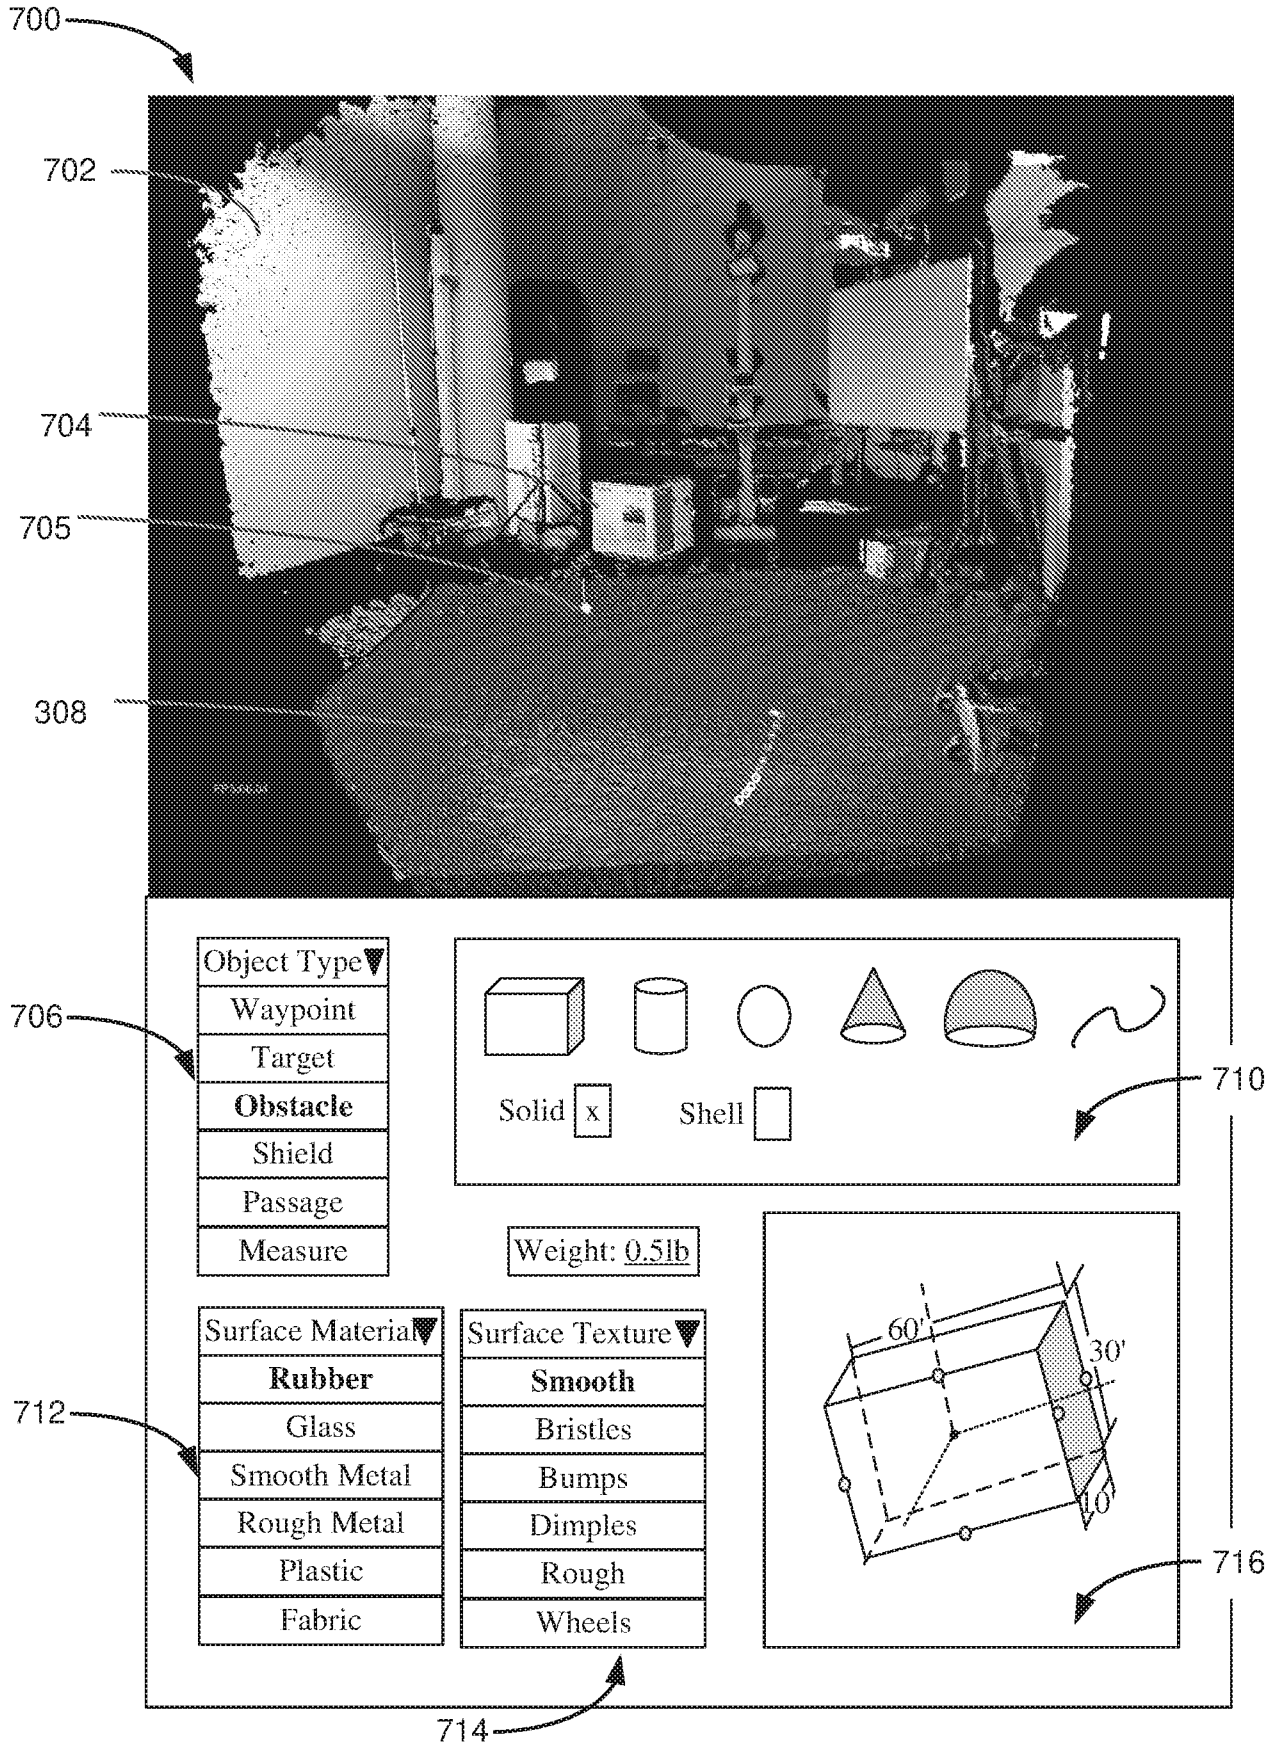 700
702
704
705
308
Object Type
Waypoint
Target
Obstacle
Shield
Passage
Measure
706
Solid x Shell
710
Weight: 0.5lb
Surface Material
Rubber
Glass
Smooth Metal
Rough Metal
Plastic
Fabric
712
Surface Texture
Smooth
Bristles
Bumps
Dimples
Rough
Wheels
714
60'
30'
10'
716